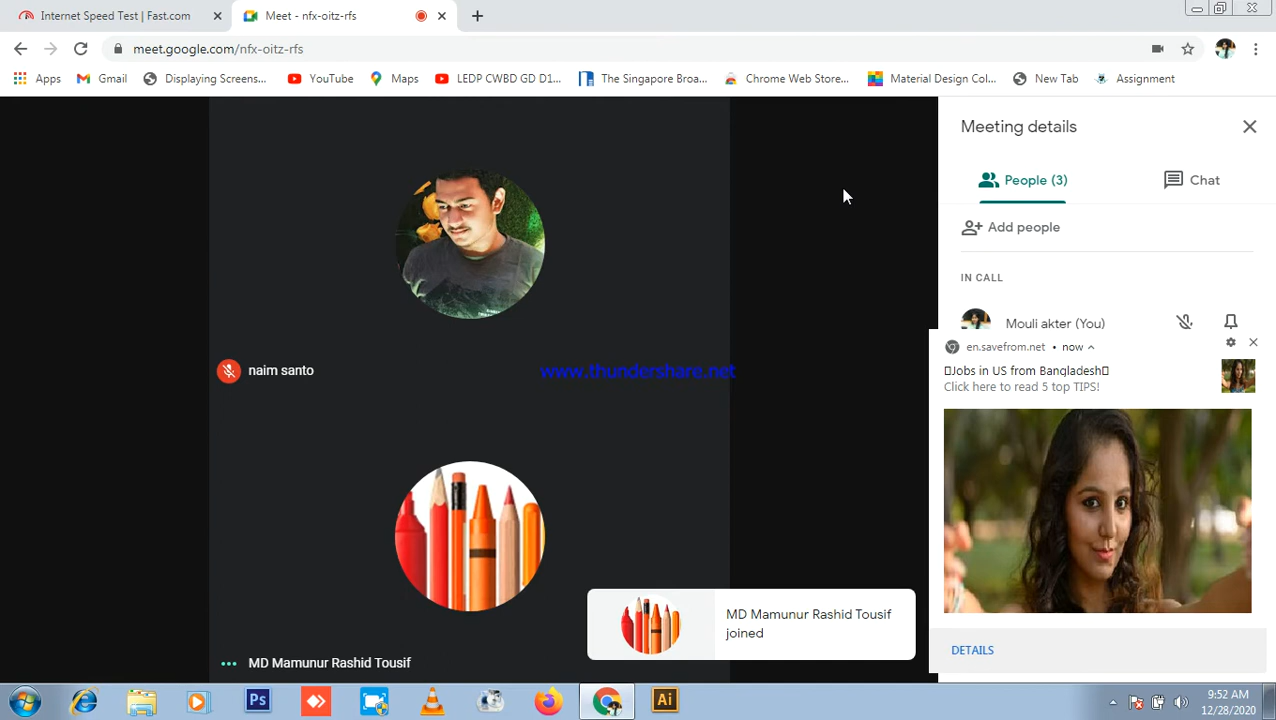 Internet Speed Test | Fast.com
Meet - nfx-oitz-rfs
meet.google.com/nfx-oitz-rfs
Apps
Gmail
Displaying Screens...
YouTube
Maps
LEDP CWBD GD D1...
The Singapore Broa...
Chrome Web Store...
Material Design Col...
New Tab
Assignment
Meeting details
People (3)
Chat
Add people
IN CALL
Mouli akter (You)
naim santo
www.thundershare.net
en.savefrom.net • now
Jobs in US from Bangladesh
Click here to read 5 top TIPS!
MD Mamunur Rashid Tousif
joined
DETAILS
MD Mamunur Rashid Tousif
Ps
Ai
9:52 AM
12/28/2020